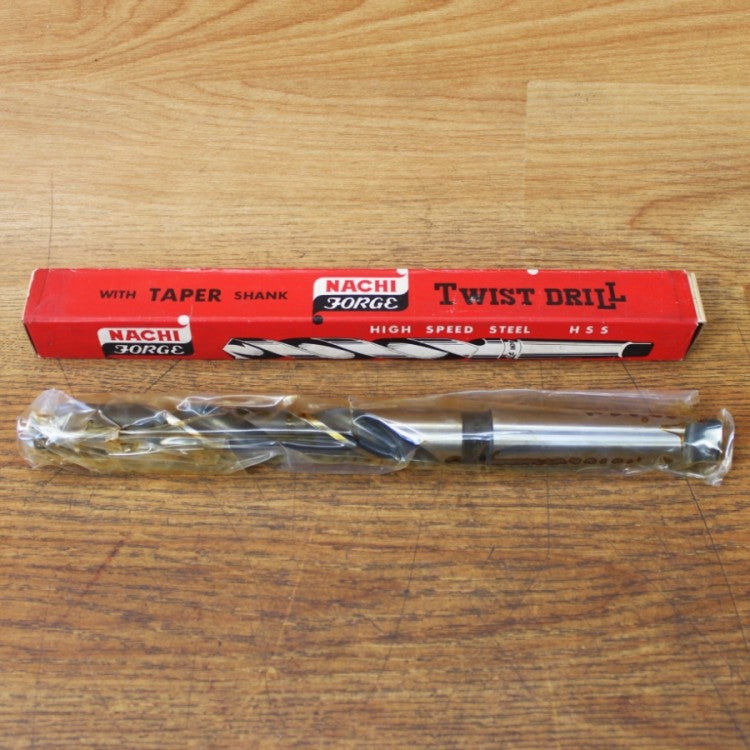 WITH TAPER SHANK
NACHI
FORGE
TWIST DRILL
NACHI
FORGE
HIGH SPEED STEEL HSS